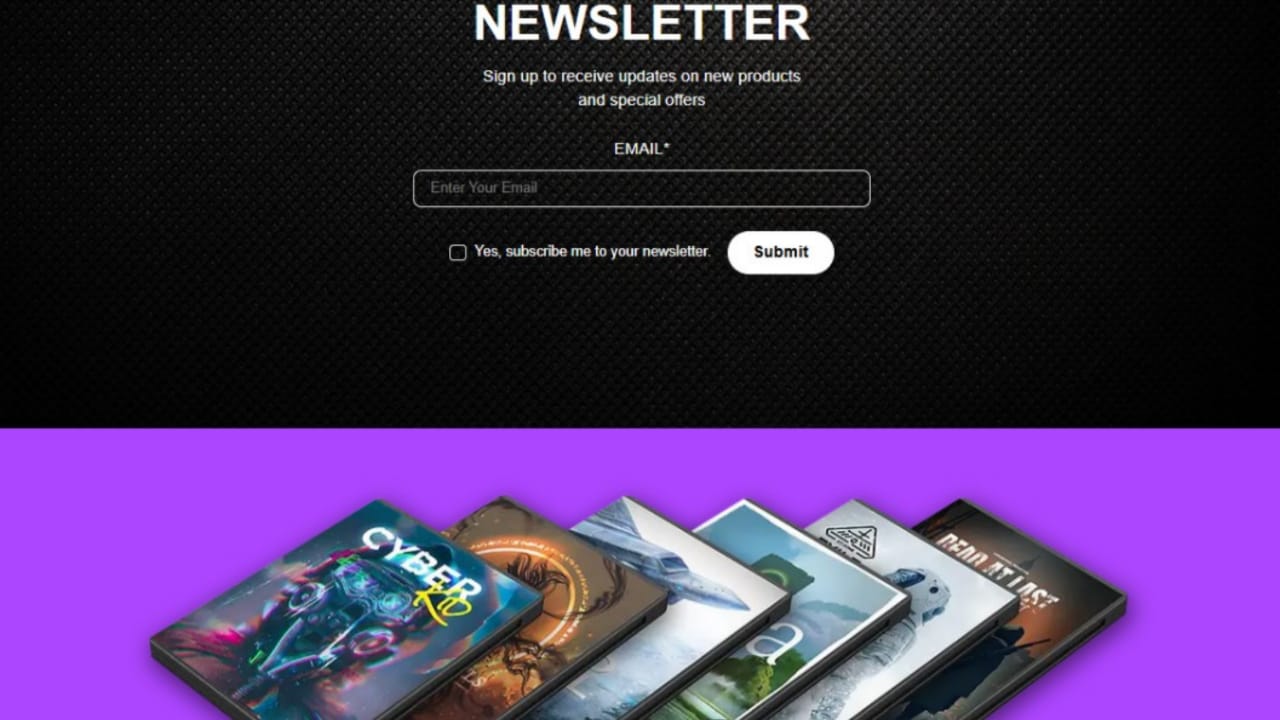 NEWSLETTER
Sign up to receive updates on new products
and special offers
EMAIL*
Enter Your Email
Yes, subscribe me to your newsletter.
Submit
CYBER
KID
a
DEAD AT LAST